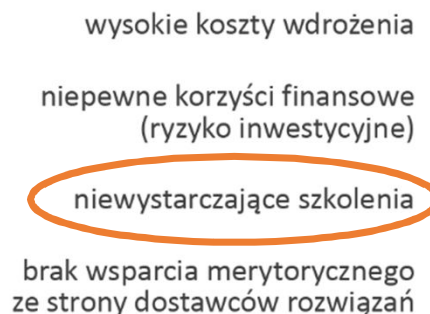 wysokie koszty wdrożenia
niepewne korzyści finansowe
(ryzyko inwestycyjne)
niewystarczające szkolenia
brak wsparcia merytorycznego
ze strony dostawców rozwiązań